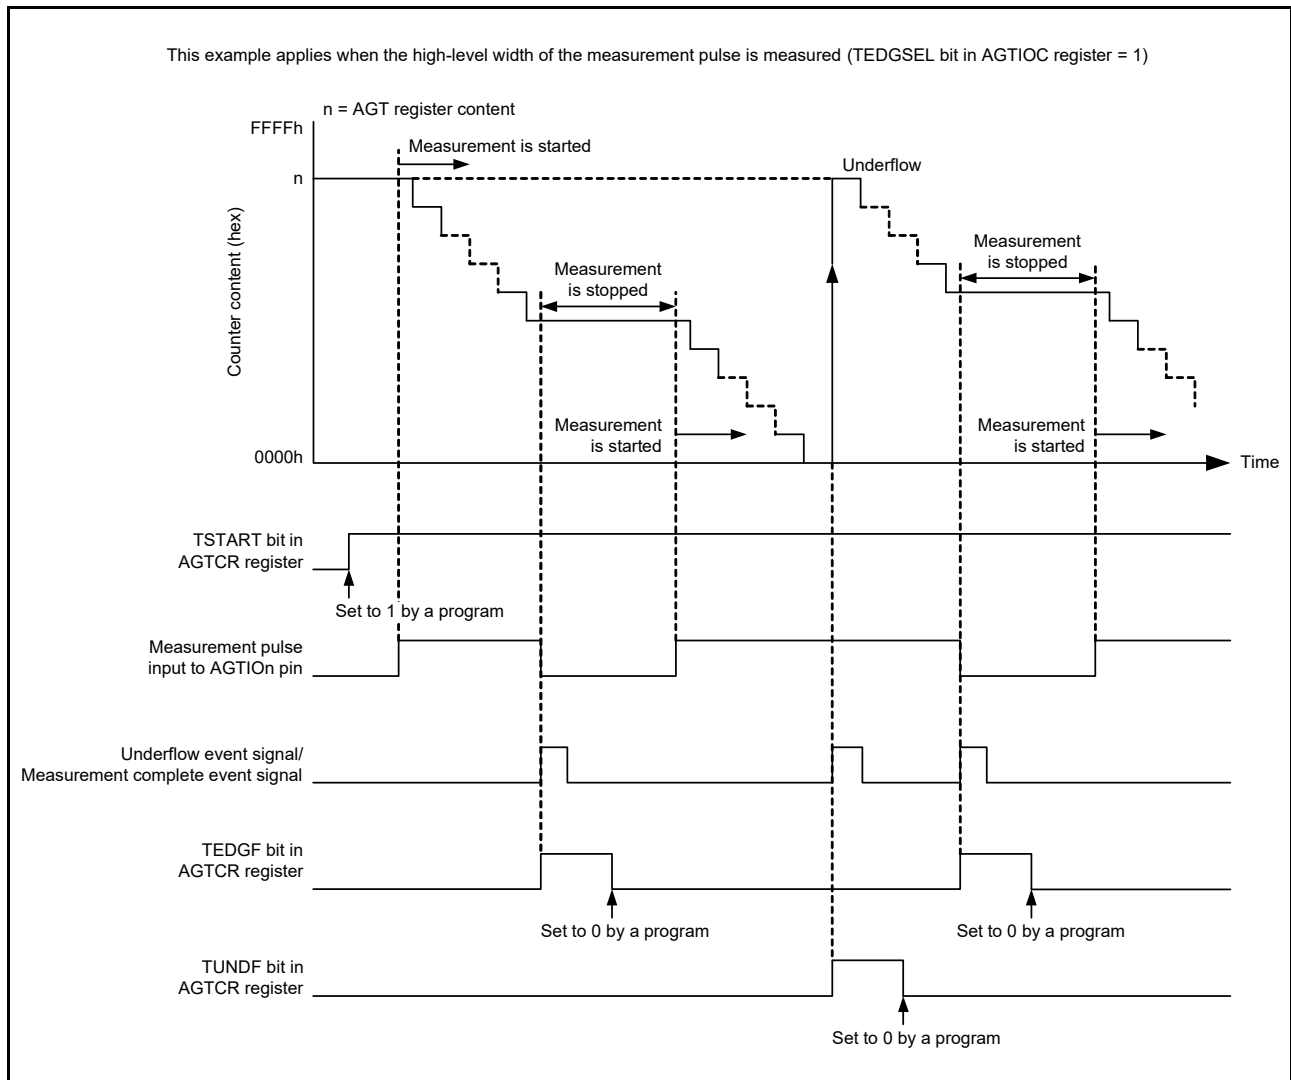 This example applies when the high-level width of the measurement pulse is measured (TEDGSEL bit in AGTIOC register = 1)
n = AGT register content
FFFFh
Measurement is started
Underflow
n
Counter content (hex)
Measurement
is stopped
Measurement
is stopped
Measurement
is started
Measurement
is started
0000h
Time
TSTART bit in
AGTCR register
Set to 1 by a program
Measurement pulse
input to AGTIOn pin
Underflow event signal/
Measurement complete event signal
TEDGF bit in
AGTCR register
Set to 0 by a program
Set to 0 by a program
TUNDF bit in
AGTCR register
Set to 0 by a program